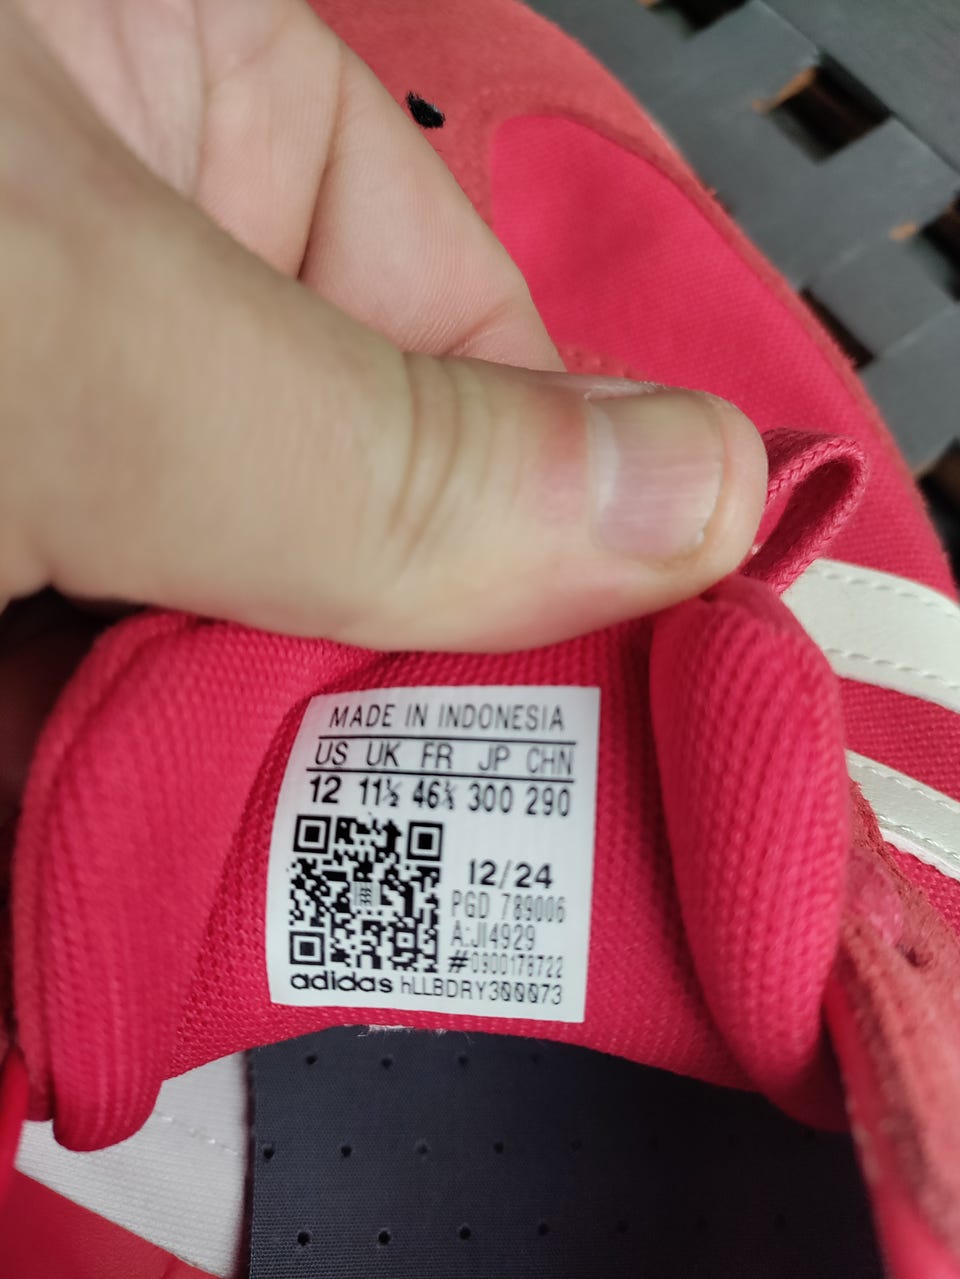 MADE IN INDONESIA
US UK FR JP CHN
12 11½ 46⅔ 300 290
12/24
PGD 789006
A:JI4929
#0900178722
adidas hLLBDRY300073